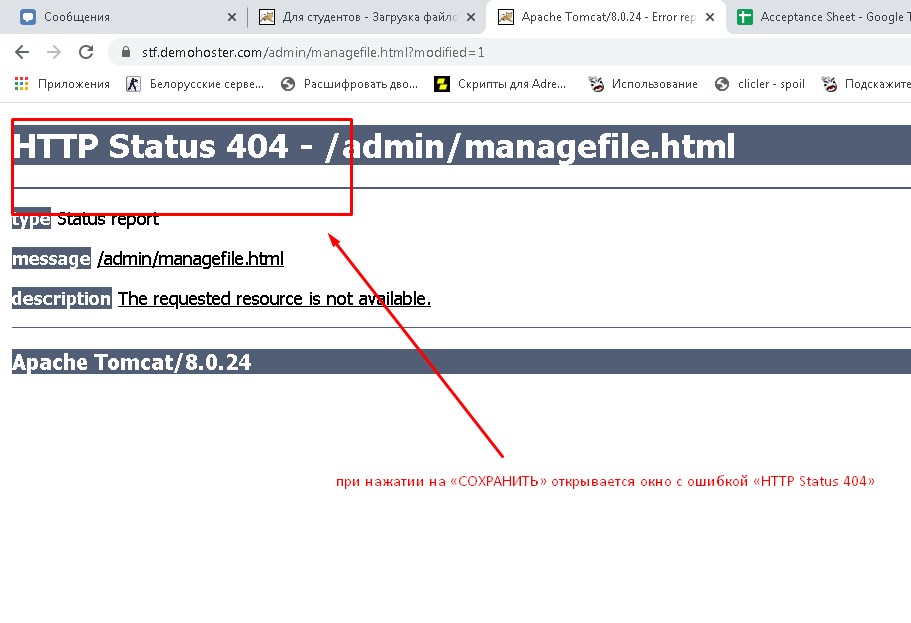 Сообщения
Для студентов - Загрузка файло
Apache Tomcat/8.0.24 - Error rep
Acceptance Sheet - Google T
stf.demohoster.com/admin/managefile.html?modified=1
Приложения
Белорусские серве...
Расшифровать дво...
Скрипты для Adre...
Использование
clicler - spoil
Подскажите
HTTP Status 404 - /admin/managefile.html
type Status report
message /admin/managefile.html
description The requested resource is not available.
Apache Tomcat/8.0.24
при нажатии на «СОХРАНИТЬ» открывается окно с ошибкой «HTTP Status 404»